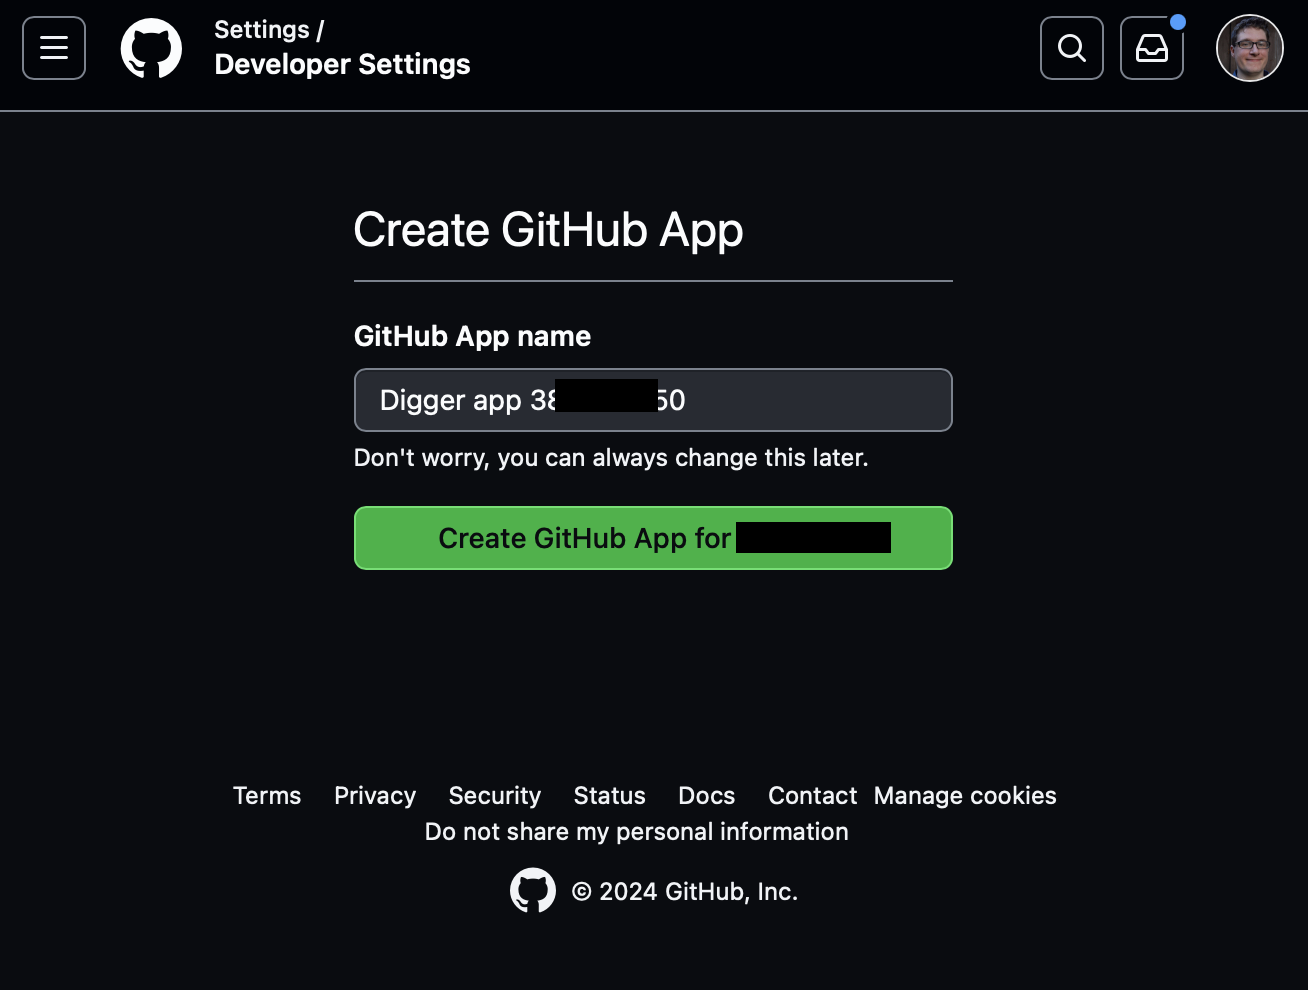 Settings /
Developer Settings
Create GitHub App
GitHub App name
Digger app 38 50
Don't worry, you can always change this later.
Create GitHub App for
Terms Privacy Security Status Docs Contact Manage cookies
Do not share my personal information
© 2024 GitHub, Inc.